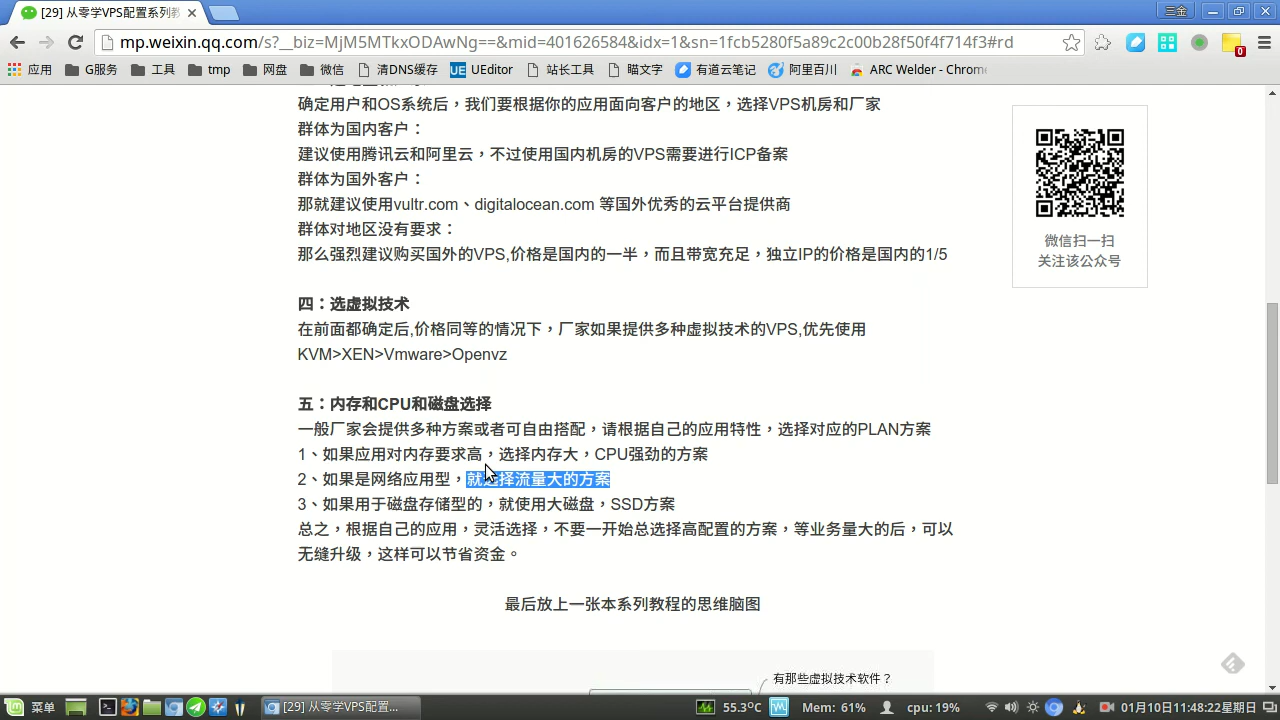 [29] 从零学VPS配置系列教
三金
mp.weixin.qq.com/s?__biz=MjM5MTkxODAwNg==&mid=401626584&idx=1&sn=1fcb5280f5a89c2c00b28f50f4f714f3#rd
0
应用 G服务 工具 tmp 网盘 微信 清DNS缓存 UE UEditor 站长工具 瞄文字 有道云笔记 阿里百川 ARC Welder - Chrome
确定用户和OS系统后，我们要根据你的应用面向客户的地区，选择VPS机房和厂家
群体为国内客户：
建议使用腾讯云和阿里云，不过使用国内机房的VPS需要进行ICP备案
群体为国外客户：
那就建议使用vultr.com、digitalocean.com 等国外优秀的云平台提供商
群体对地区没有要求：
那么强烈建议购买国外的VPS,价格是国内的一半，而且带宽充足，独立IP的价格是国内的1/5
微信扫一扫
关注该公众号
四：选虚拟技术
在前面都确定后,价格同等的情况下，厂家如果提供多种虚拟技术的VPS,优先使用
KVM>XEN>Vmware>Openvz
五：内存和CPU和磁盘选择
一般厂家会提供多种方案或者可自由搭配，请根据自己的应用特性，选择对应的PLAN方案
1、如果应用对内存要求高，选择内存大，CPU强劲的方案
2、如果是网络应用型，就选择流量大的方案
3、如果用于磁盘存储型的，就使用大磁盘，SSD方案
总之，根据自己的应用，灵活选择，不要一开始总选择高配置的方案，等业务量大的后，可以
无缝升级，这样可以节省资金。
最后放上一张本系列教程的思维脑图
有那些虚拟技术软件？
菜单 [29] 从零学VPS配置... 55.3°C Mem: 61% cpu: 19% 01月10日11:48:22星期日